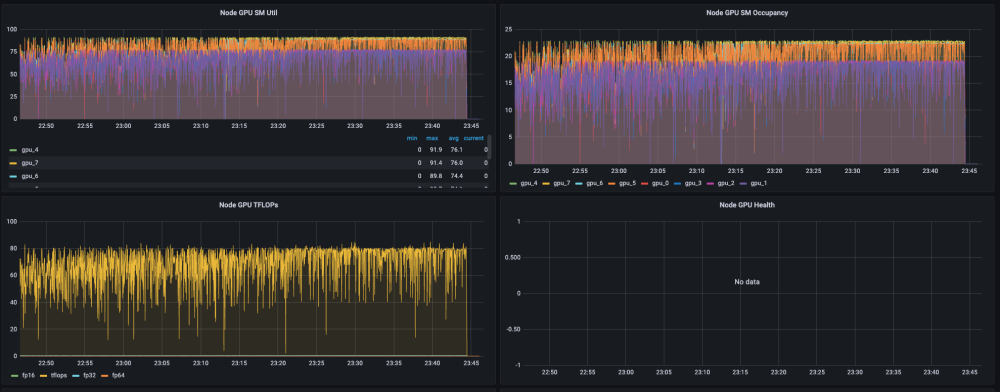 Node GPU SM Util
100
75
50
25
0
22:50 22:55 23:00 23:05 23:10 23:15 23:20 23:25 23:30 23:35 23:40 23:45
min max avg current
gpu_4 0 91.9 76.1 0
gpu_7 0 91.4 76.0 0
gpu_6 0 89.8 74.4 0
Node GPU SM Occupancy
25
20
15
10
5
0
22:50 22:55 23:00 23:05 23:10 23:15 23:20 23:25 23:30 23:35 23:40 23:45
gpu_4 gpu_7 gpu_6 gpu_5 gpu_0 gpu_3 gpu_2 gpu_1
Node GPU TFLOPs
100
80
60
40
20
0
22:50 22:55 23:00 23:05 23:10 23:15 23:20 23:25 23:30 23:35 23:40 23:45
fp16 tflops fp32 fp64
Node GPU Health
1
0.500
0
-0.50
-1
No data
22:50 22:55 23:00 23:05 23:10 23:15 23:20 23:25 23:30 23:35 23:40 23:45